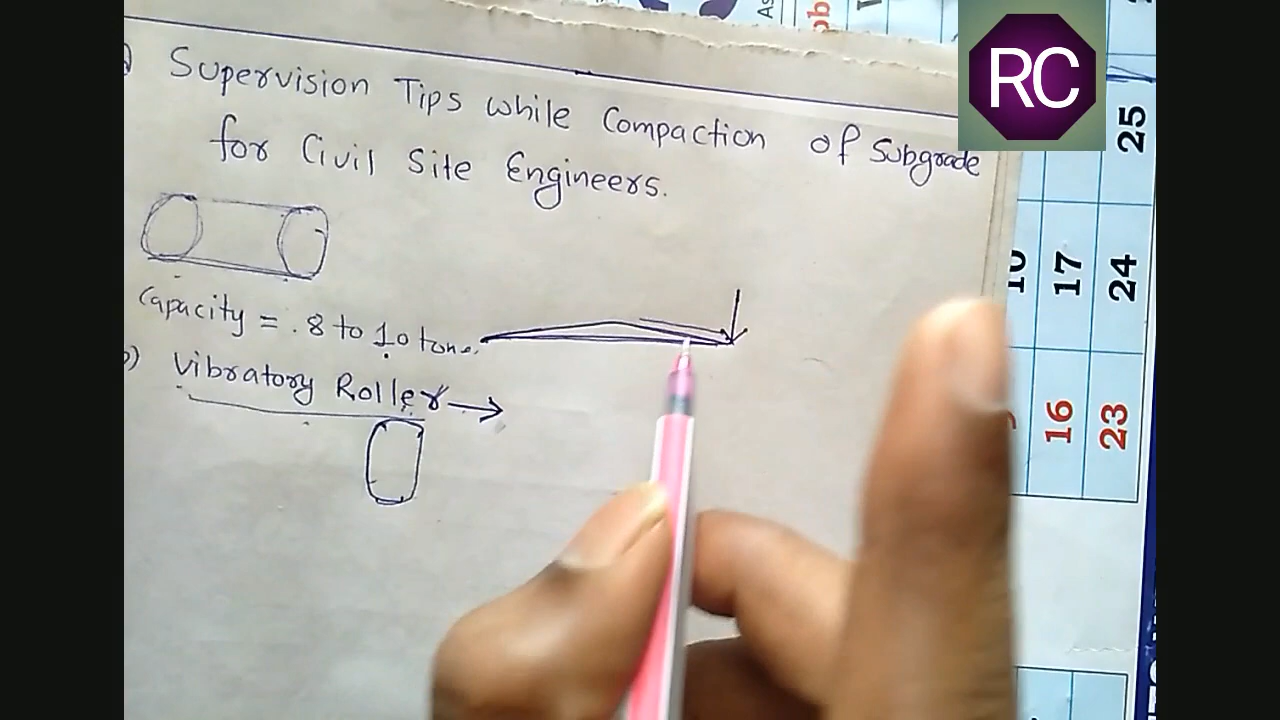 Supervision Tips while Compaction of Subgrade
for Civil Site Engineers.
Capacity = .8 to 10 tone.
Vibratory Roller
RC
25
10 17 24
16 23